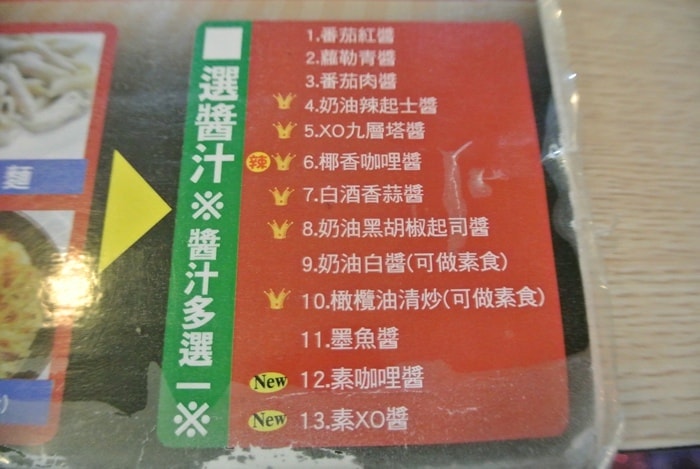 選醬汁※醬汁多選一※
1.番茄紅醬
2.蘿勒青醬
3.番茄肉醬
4.奶油辣起士醬
5.XO九層塔醬
辣 6.椰香咖哩醬
7.白酒香蒜醬
8.奶油黑胡椒起司醬
9.奶油白醬(可做素食)
10.橄欖油清炒(可做素食)
11.墨魚醬
New 12.素咖哩醬
New 13.素XO醬
麵
)